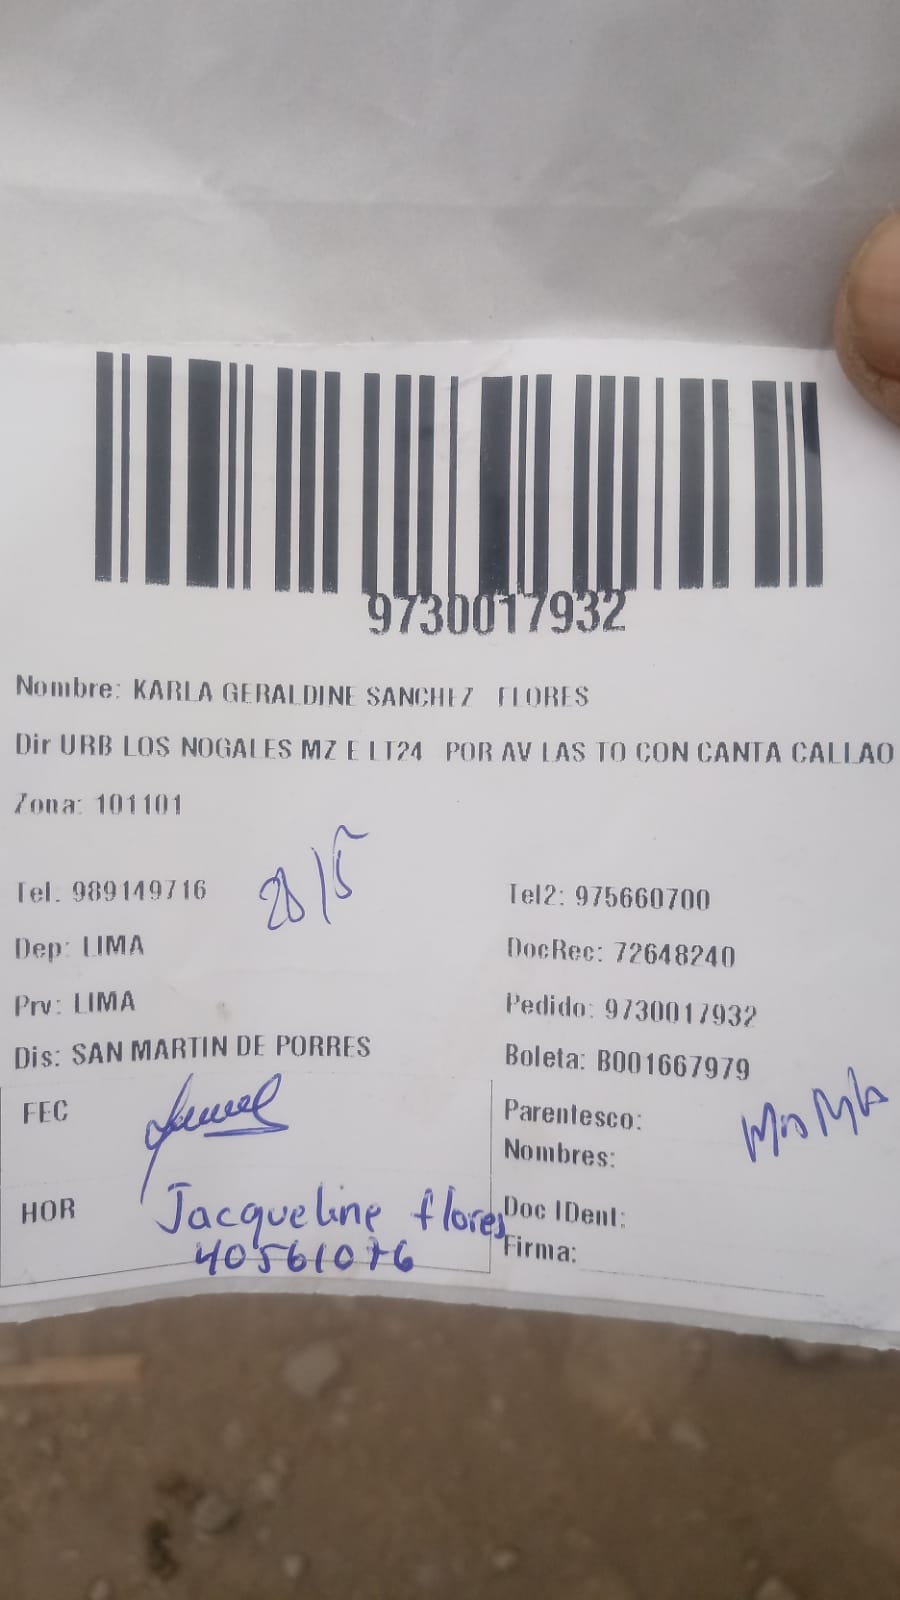 9730017932
Nombre: KARLA GERALDINE SANCHEZ FLORES
Dir URB LOS NOGALES MZ E LT24 POR AV LAS TO CON CANTA CALLAO
Zona: 101101
28/5
Tel: 989149716 Tel2: 975660700
Dep: LIMA DocRec: 72648240
Prv: LIMA Pedido: 9730017932
Dis: SAN MARTIN DE PORRES Boleta: B001667979
FEC Parentesco:
Nombres:
HOR Jacqueline flores Doc IDent:
40561076 Firma: